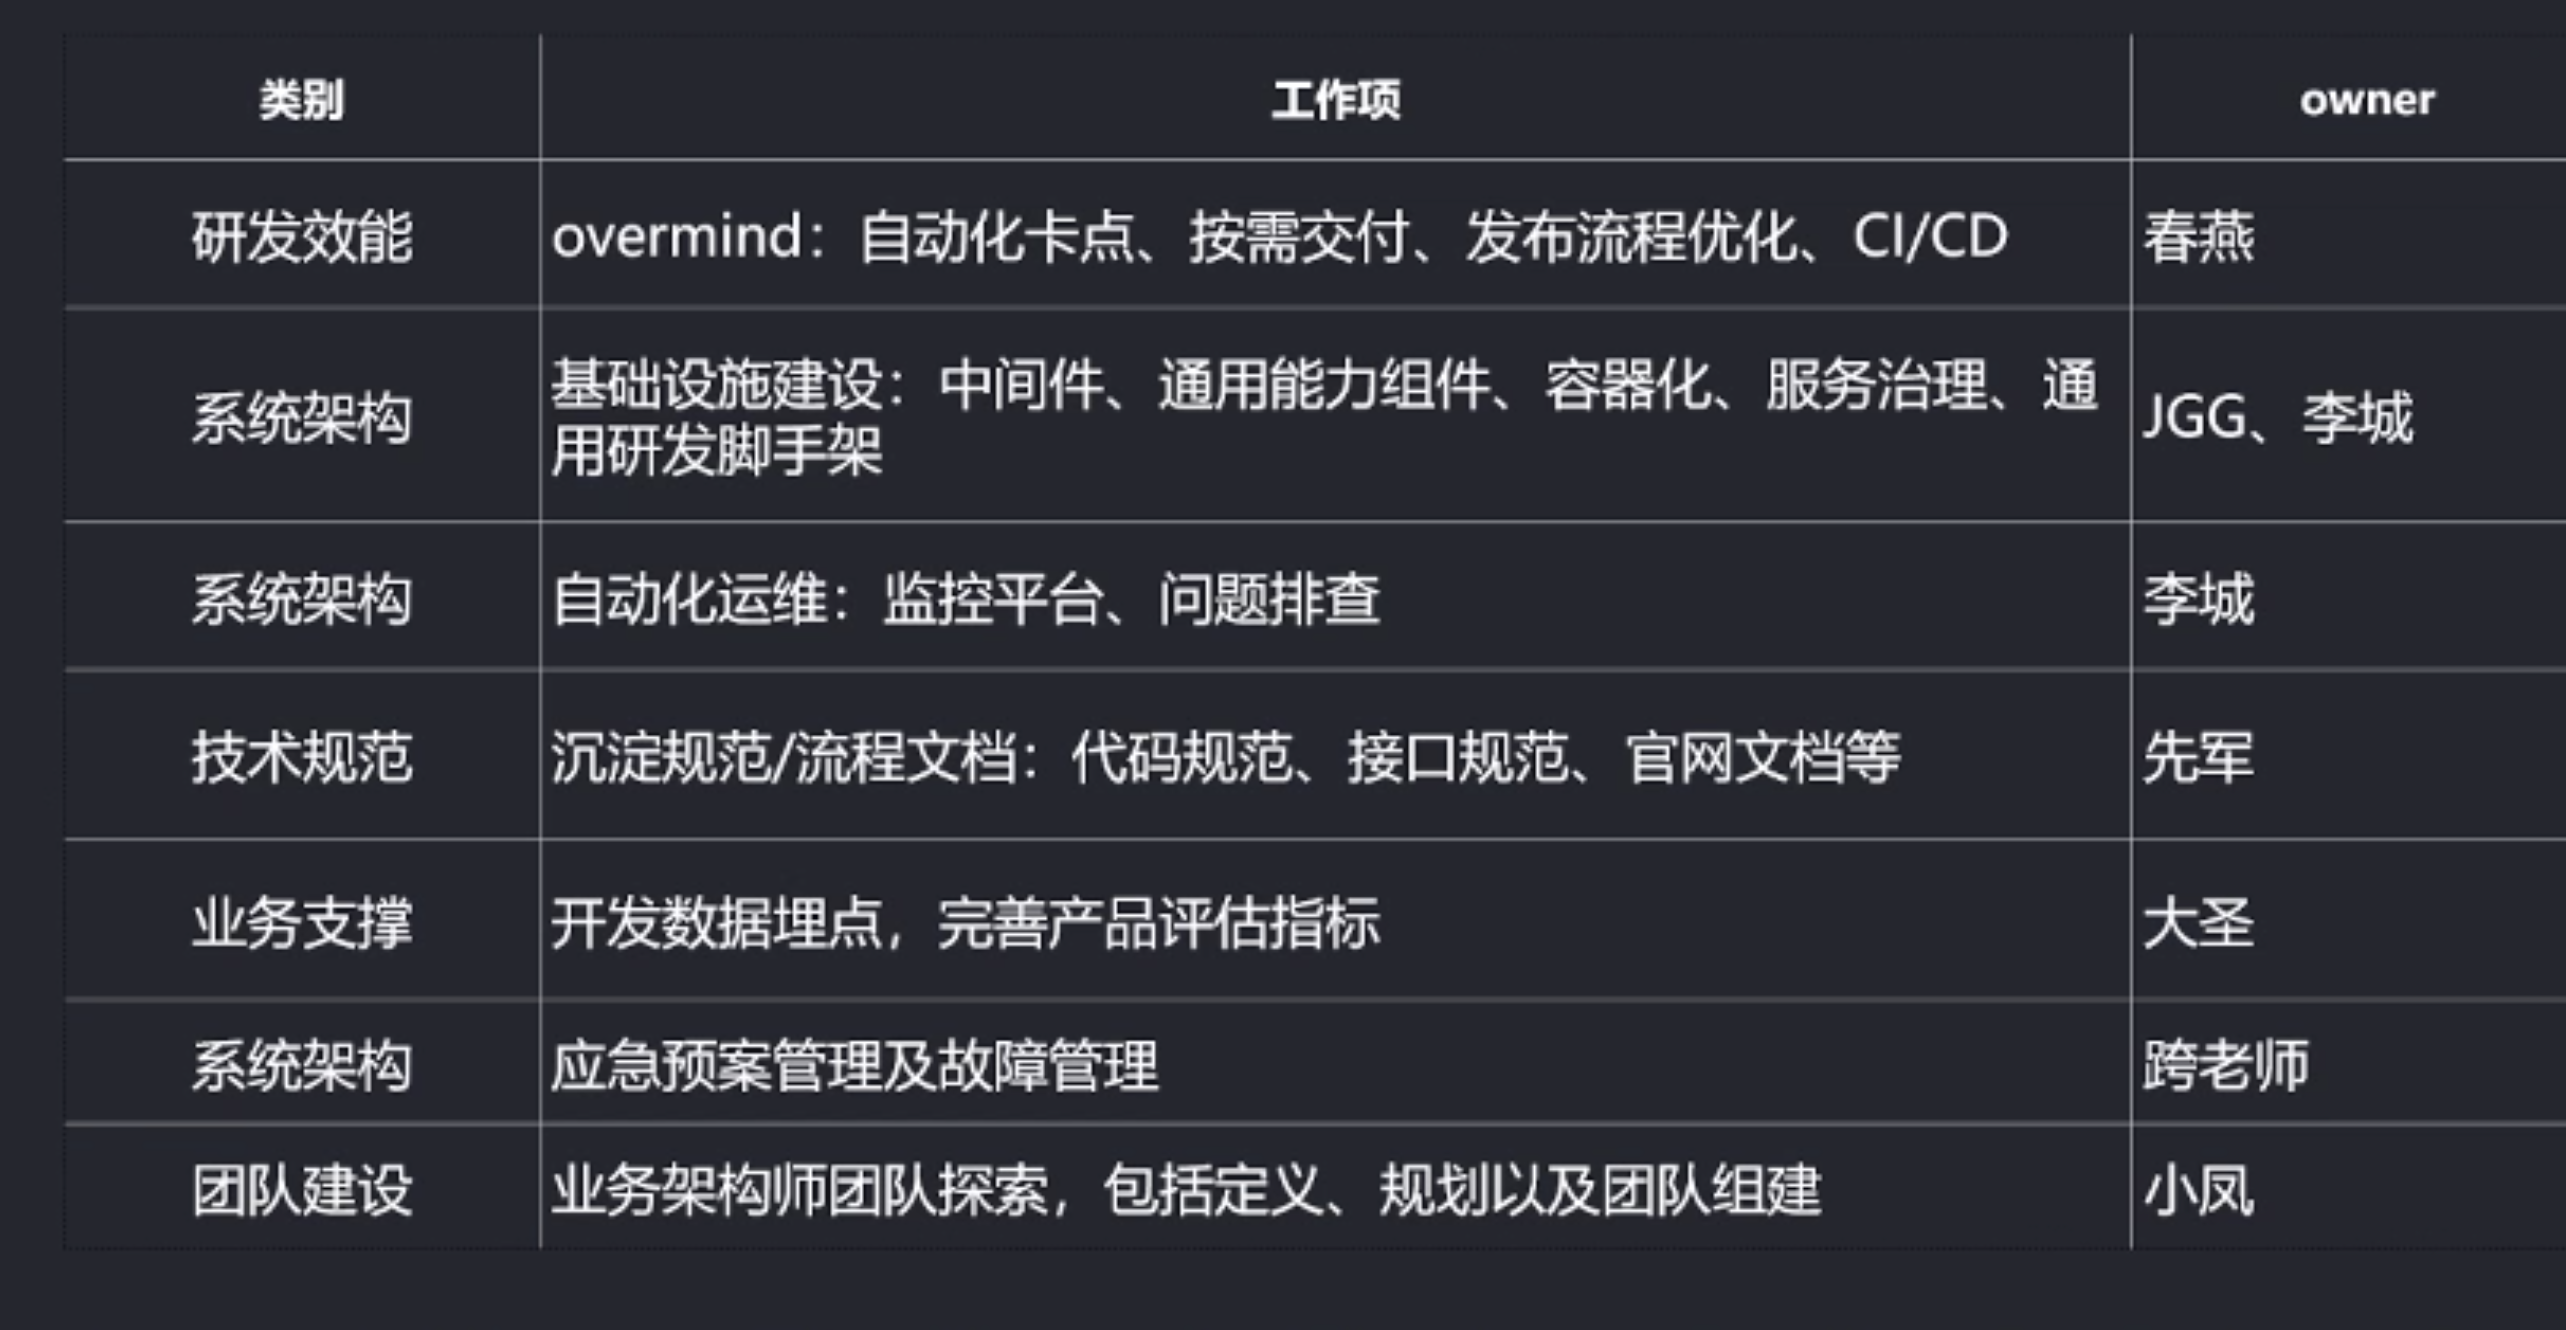 类别 工作项 owner
研发效能 overmind：自动化卡点、按需交付、发布流程优化、CI/CD 春燕
系统架构 基础设施建设：中间件、通用能力组件、容器化、服务治理、通
用研发脚手架 JGG、李城
系统架构 自动化运维：监控平台、问题排查 李城
技术规范 沉淀规范/流程文档：代码规范、接口规范、官网文档等 先军
业务支撑 开发数据埋点，完善产品评估指标 大圣
系统架构 应急预案管理及故障管理 跨老师
团队建设 业务架构师团队探索，包括定义、规划以及团队组建 小凤